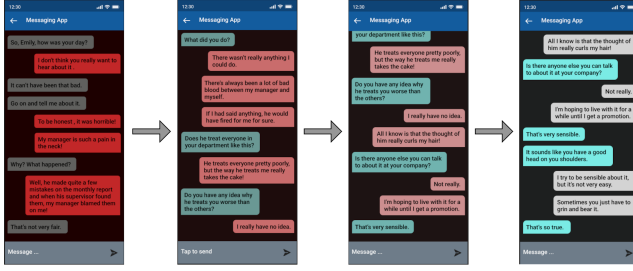 12:30
Messaging App
So, Emily, how was your day?
I don't think you really want to
hear about it.
It can't have been that bad.
Go on and tell me about it.
To be honest , it was horrible!
My manager is such a pain in
the neck!
Why? What happened?
Well, he made quite a few
mistakes on the monthly report
and when his supervisor found
them, my manager blamed them
on me!
That's not very fair.
Message ...
12:30
Messaging App
What did you do?
There wasn't really anything I
could do.
There's always been a lot of bad
blood between my manager and
myself.
If I had said anything, he would
have fired me for sure.
Does he treat everyone in
your department like this?
He treats everyone pretty poorly,
but the way he treats me really
takes the cake!
Do you have any idea why
he treats you worse than
the others?
I really have no idea.
Tap to send
12:30
Messaging App
your department like this?
He treats everyone pretty poorly,
but the way he treats me really
takes the cake!
Do you have any idea why
he treats you worse than
the others?
I really have no idea.
All I know is that the thought of
him really curls my hair!
Is there anyone else you can talk
to about it at your company?
Not really.
I'm hoping to live with it for a
while until I get a promotion.
That's very sensible.
Message ...
12:30
Messaging App
All I know is that the thought of
him really curls my hair!
Is there anyone else you can talk
to about it at your company?
Not really.
I'm hoping to live with it for a
while until I get a promotion.
That's very sensible.
It sounds like you have a good
head on you shoulders.
I try to be sensible about it,
but it's not very easy.
Sometimes you just have to
grin and bear it.
That's so true.
Message ...